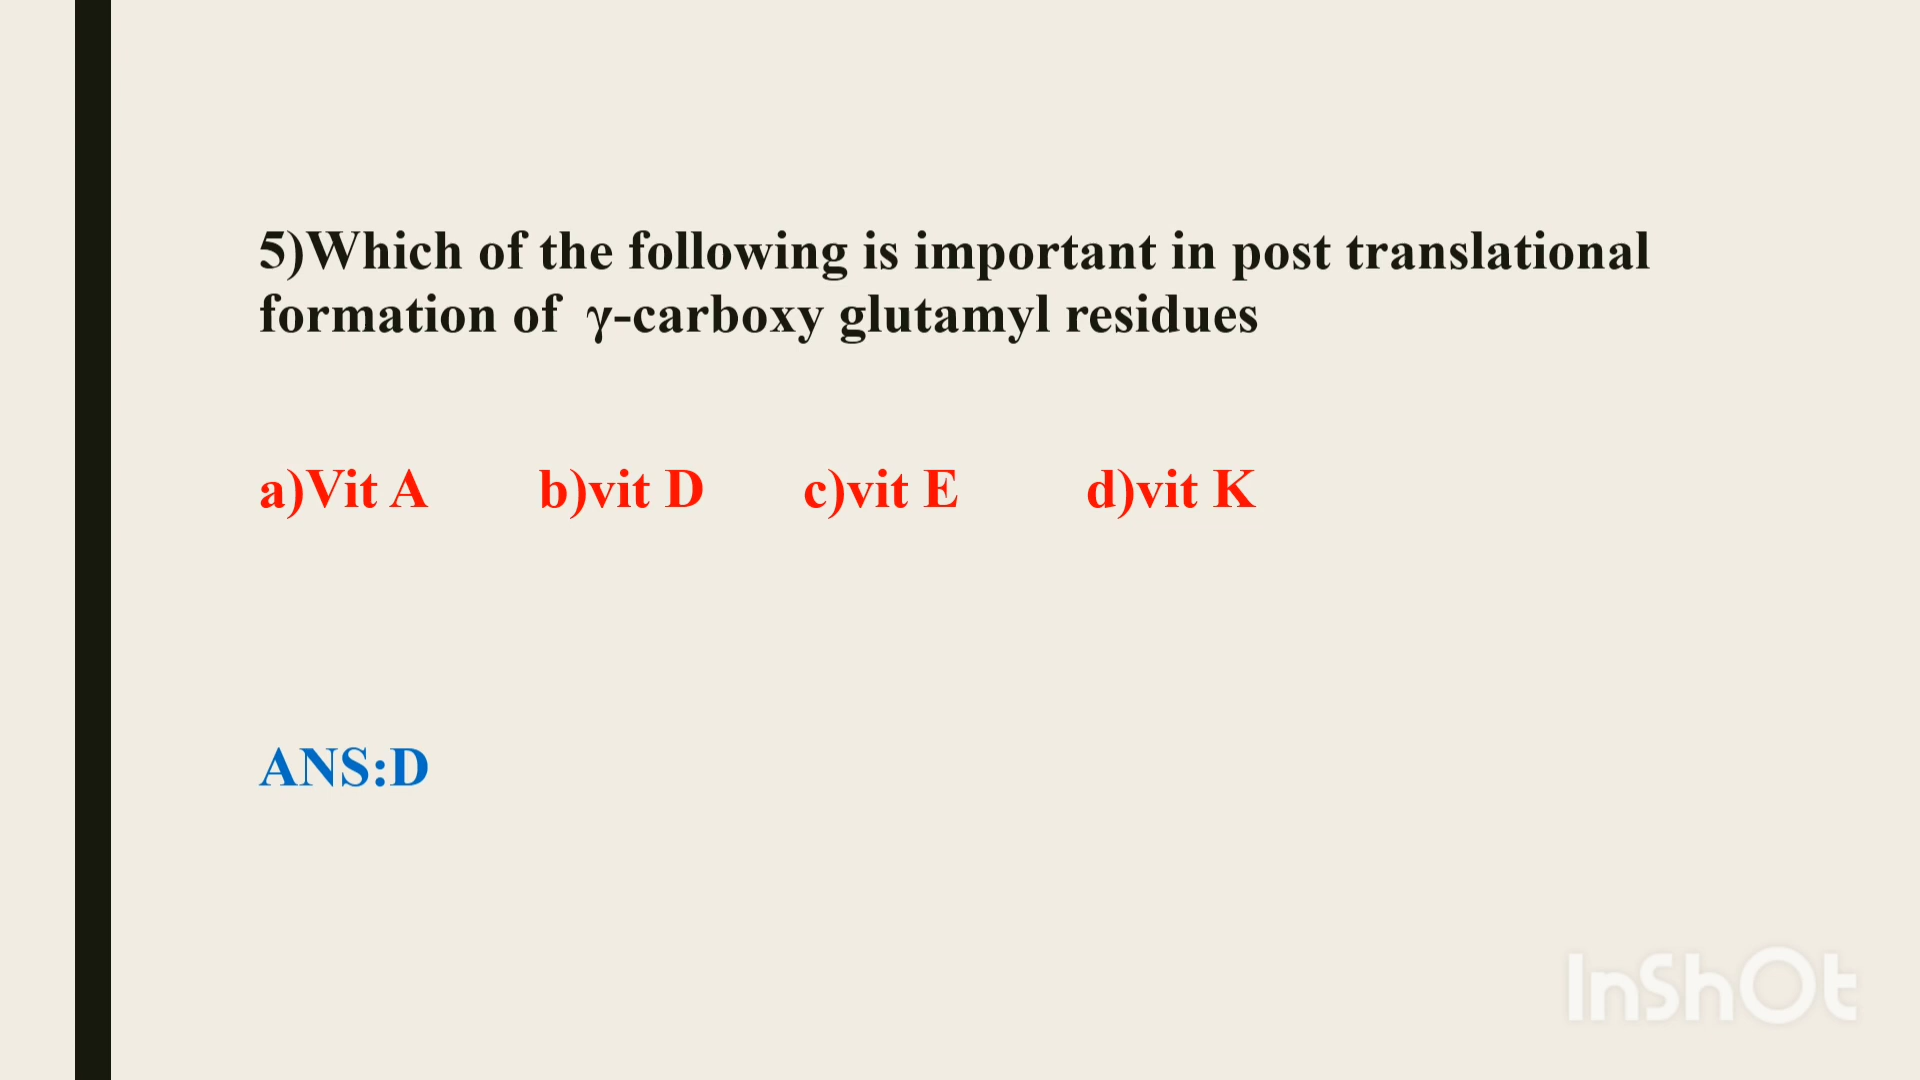 5)Which of the following is important in post translational
formation of γ-carboxy glutamyl residues
a)Vit A b)vit D c)vit E d)vit K
ANS:D
InShOt